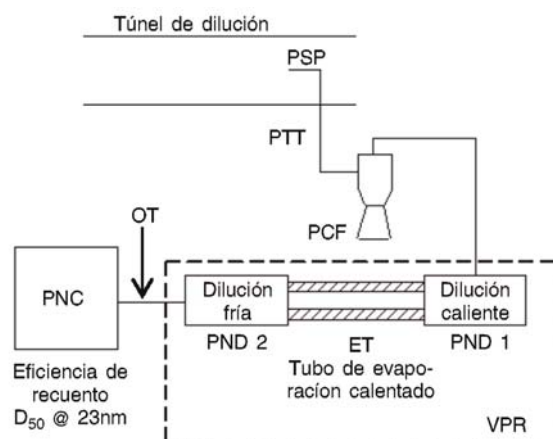 Túnel de dilución
PSP
PTT
PCF
OT
PNC
Dilución
fría
Dilución
caliente
PND 2
ET
PND 1
Tubo de evapo-
racíon calentado
Eficiencia de
recuento
D₅₀ @ 23nm
VPR